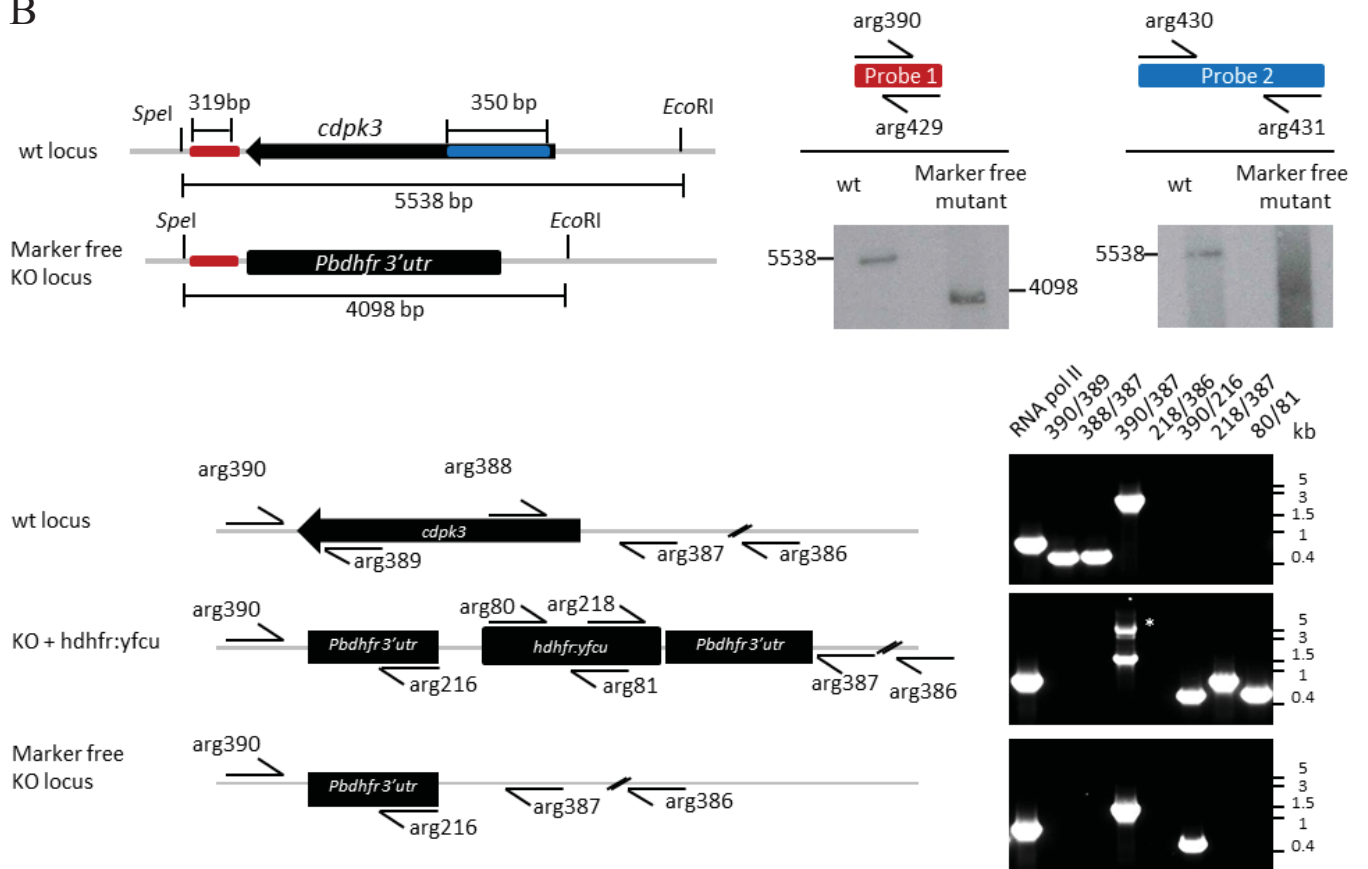 B
arg390
Probe 1
arg429
arg430
Probe 2
arg431
SpeI
319bp
cdpk3
350 bp
EcoRI
wt locus
5538 bp
SpeI
EcoRI
Marker free
KO locus
Pbdhfr 3'utr
4098 bp
wt
Marker free
mutant
5538
4098
wt
Marker free
mutant
5538
RNA pol II
390/389
388/387
390/387
218/386
390/216
218/387
80/81
kb
arg390
arg388
wt locus
cdpk3
arg389
arg387
arg386
5
3
1.5
1
0.4
arg390
arg80
arg218
KO + hdhfr:yfcu
Pbdhfr 3'utr
hdhfr:yfcu
Pbdhfr 3'utr
arg216
arg81
arg387
arg386
*
5
3
1.5
1
0.4
Marker free
KO locus
arg390
Pbdhfr 3'utr
arg216
arg387
arg386
5
3
1.5
1
0.4